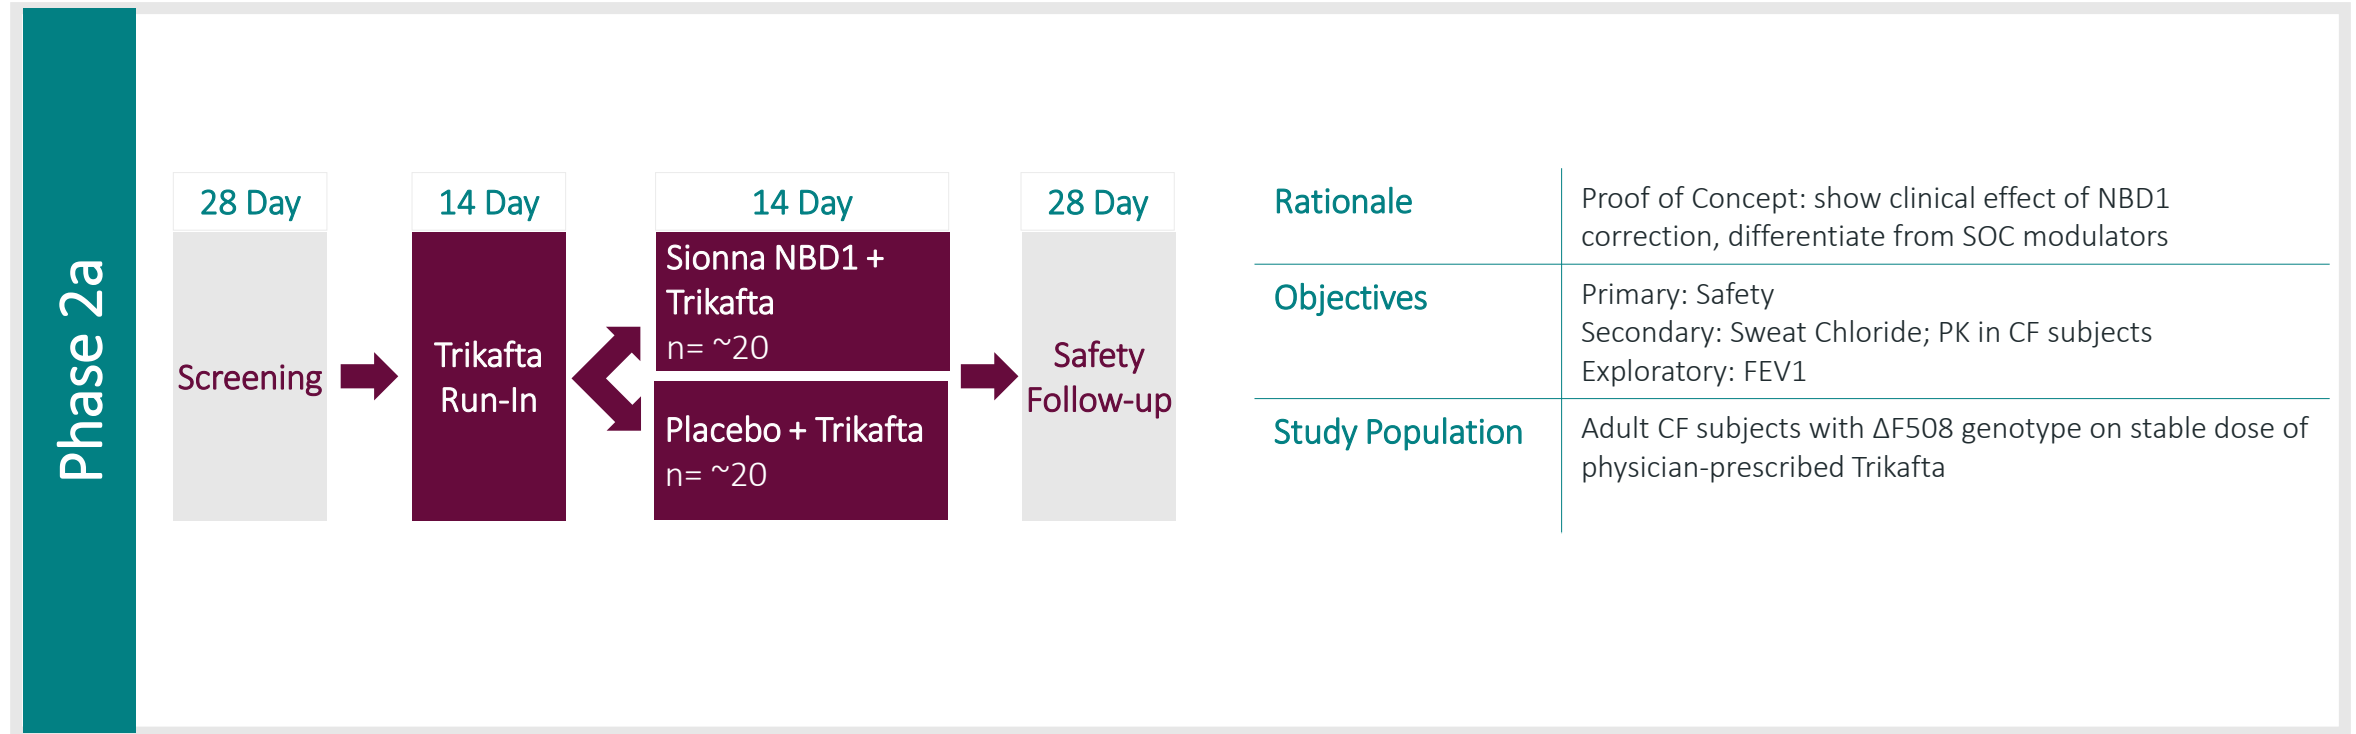 Phase 2a
28 Day
Screening
14 Day
Trikafta
Run-In
14 Day
Sionna NBD1 +
Trikafta
n= ~20
Placebo + Trikafta
n= ~20
28 Day
Safety
Follow-up
Rationale
Proof of Concept: show clinical effect of NBD1
correction, differentiate from SOC modulators
Objectives
Primary: Safety
Secondary: Sweat Chloride; PK in CF subjects
Exploratory: FEV1
Study Population
Adult CF subjects with ΔF508 genotype on stable dose of
physician-prescribed Trikafta